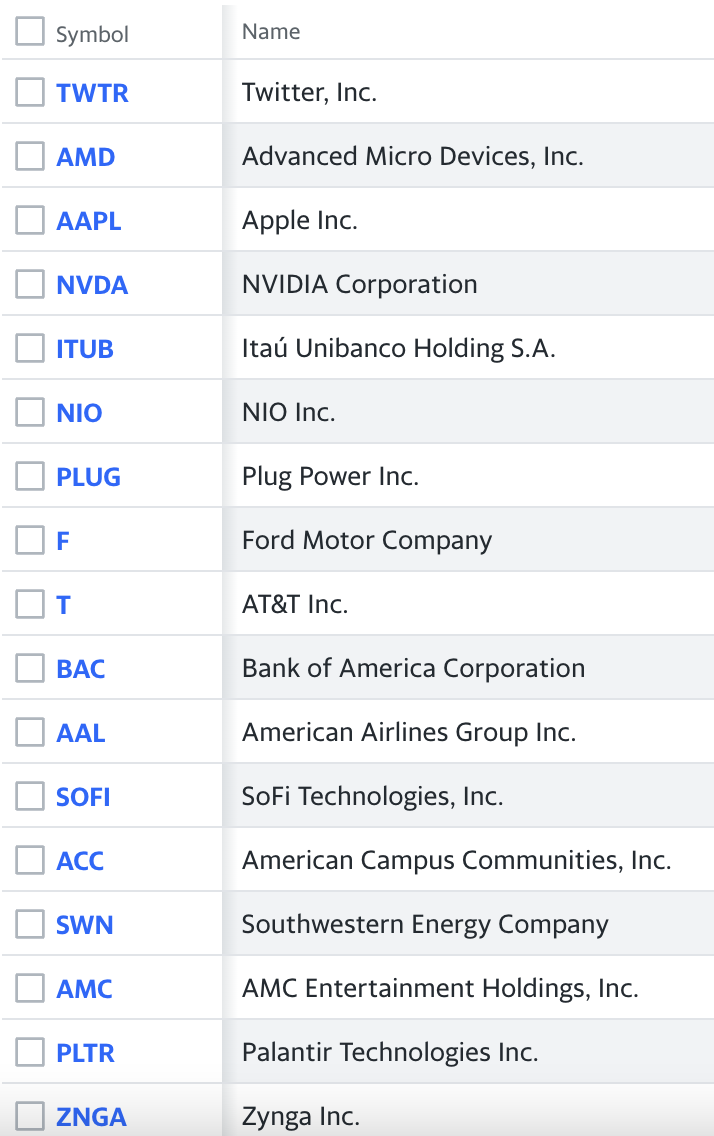 Symbol Name
TWTR Twitter, Inc.
AMD Advanced Micro Devices, Inc.
AAPL Apple Inc.
NVDA NVIDIA Corporation
ITUB Itaú Unibanco Holding S.A.
NIO NIO Inc.
PLUG Plug Power Inc.
F Ford Motor Company
T AT&T Inc.
BAC Bank of America Corporation
AAL American Airlines Group Inc.
SOFI SoFi Technologies, Inc.
ACC American Campus Communities, Inc.
SWN Southwestern Energy Company
AMC AMC Entertainment Holdings, Inc.
PLTR Palantir Technologies Inc.
ZNGA Zynga Inc.